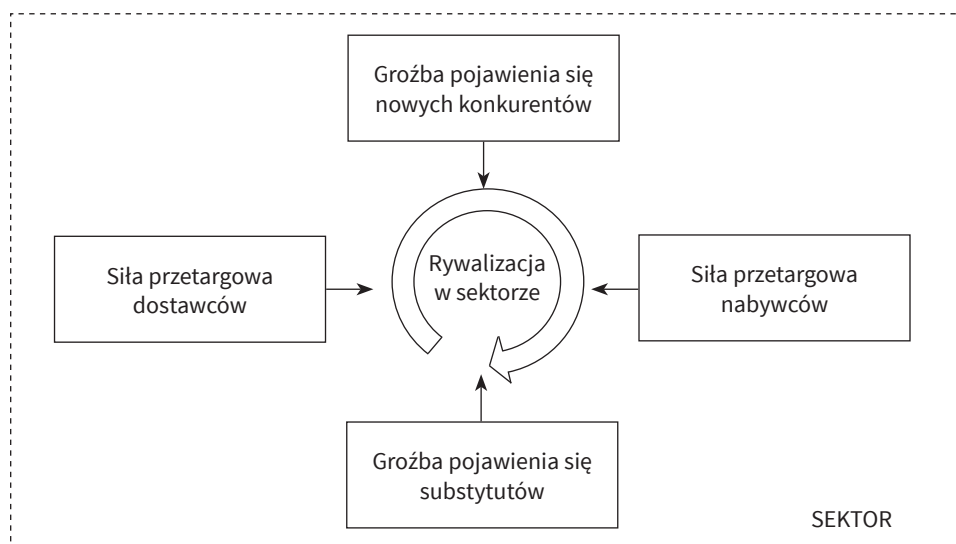 Groźba pojawienia się
nowych konkurentów
Siła przetargowa
dostawców
Rywalizacja
w sektorze
Siła przetargowa
nabywców
Groźba pojawienia się
substytutów
SEKTOR